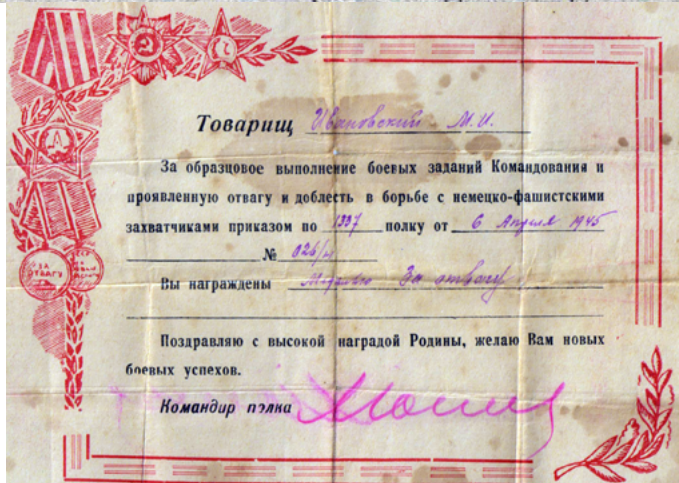 Товарищ Ивановский М.И.
За образцовое выполнение боевых заданий Командования и
проявленную отвагу и доблесть в борьбе с немецко-фашистскими
захватчиками приказом по 1337 полку от 6 Апреля 1945
№ 026/н
Вы награждены Медалью За отвагу
Поздравляю с высокой наградой Родины, желаю Вам новых
боевых успехов.
Командир полка
ЗА
ОТВАГУ